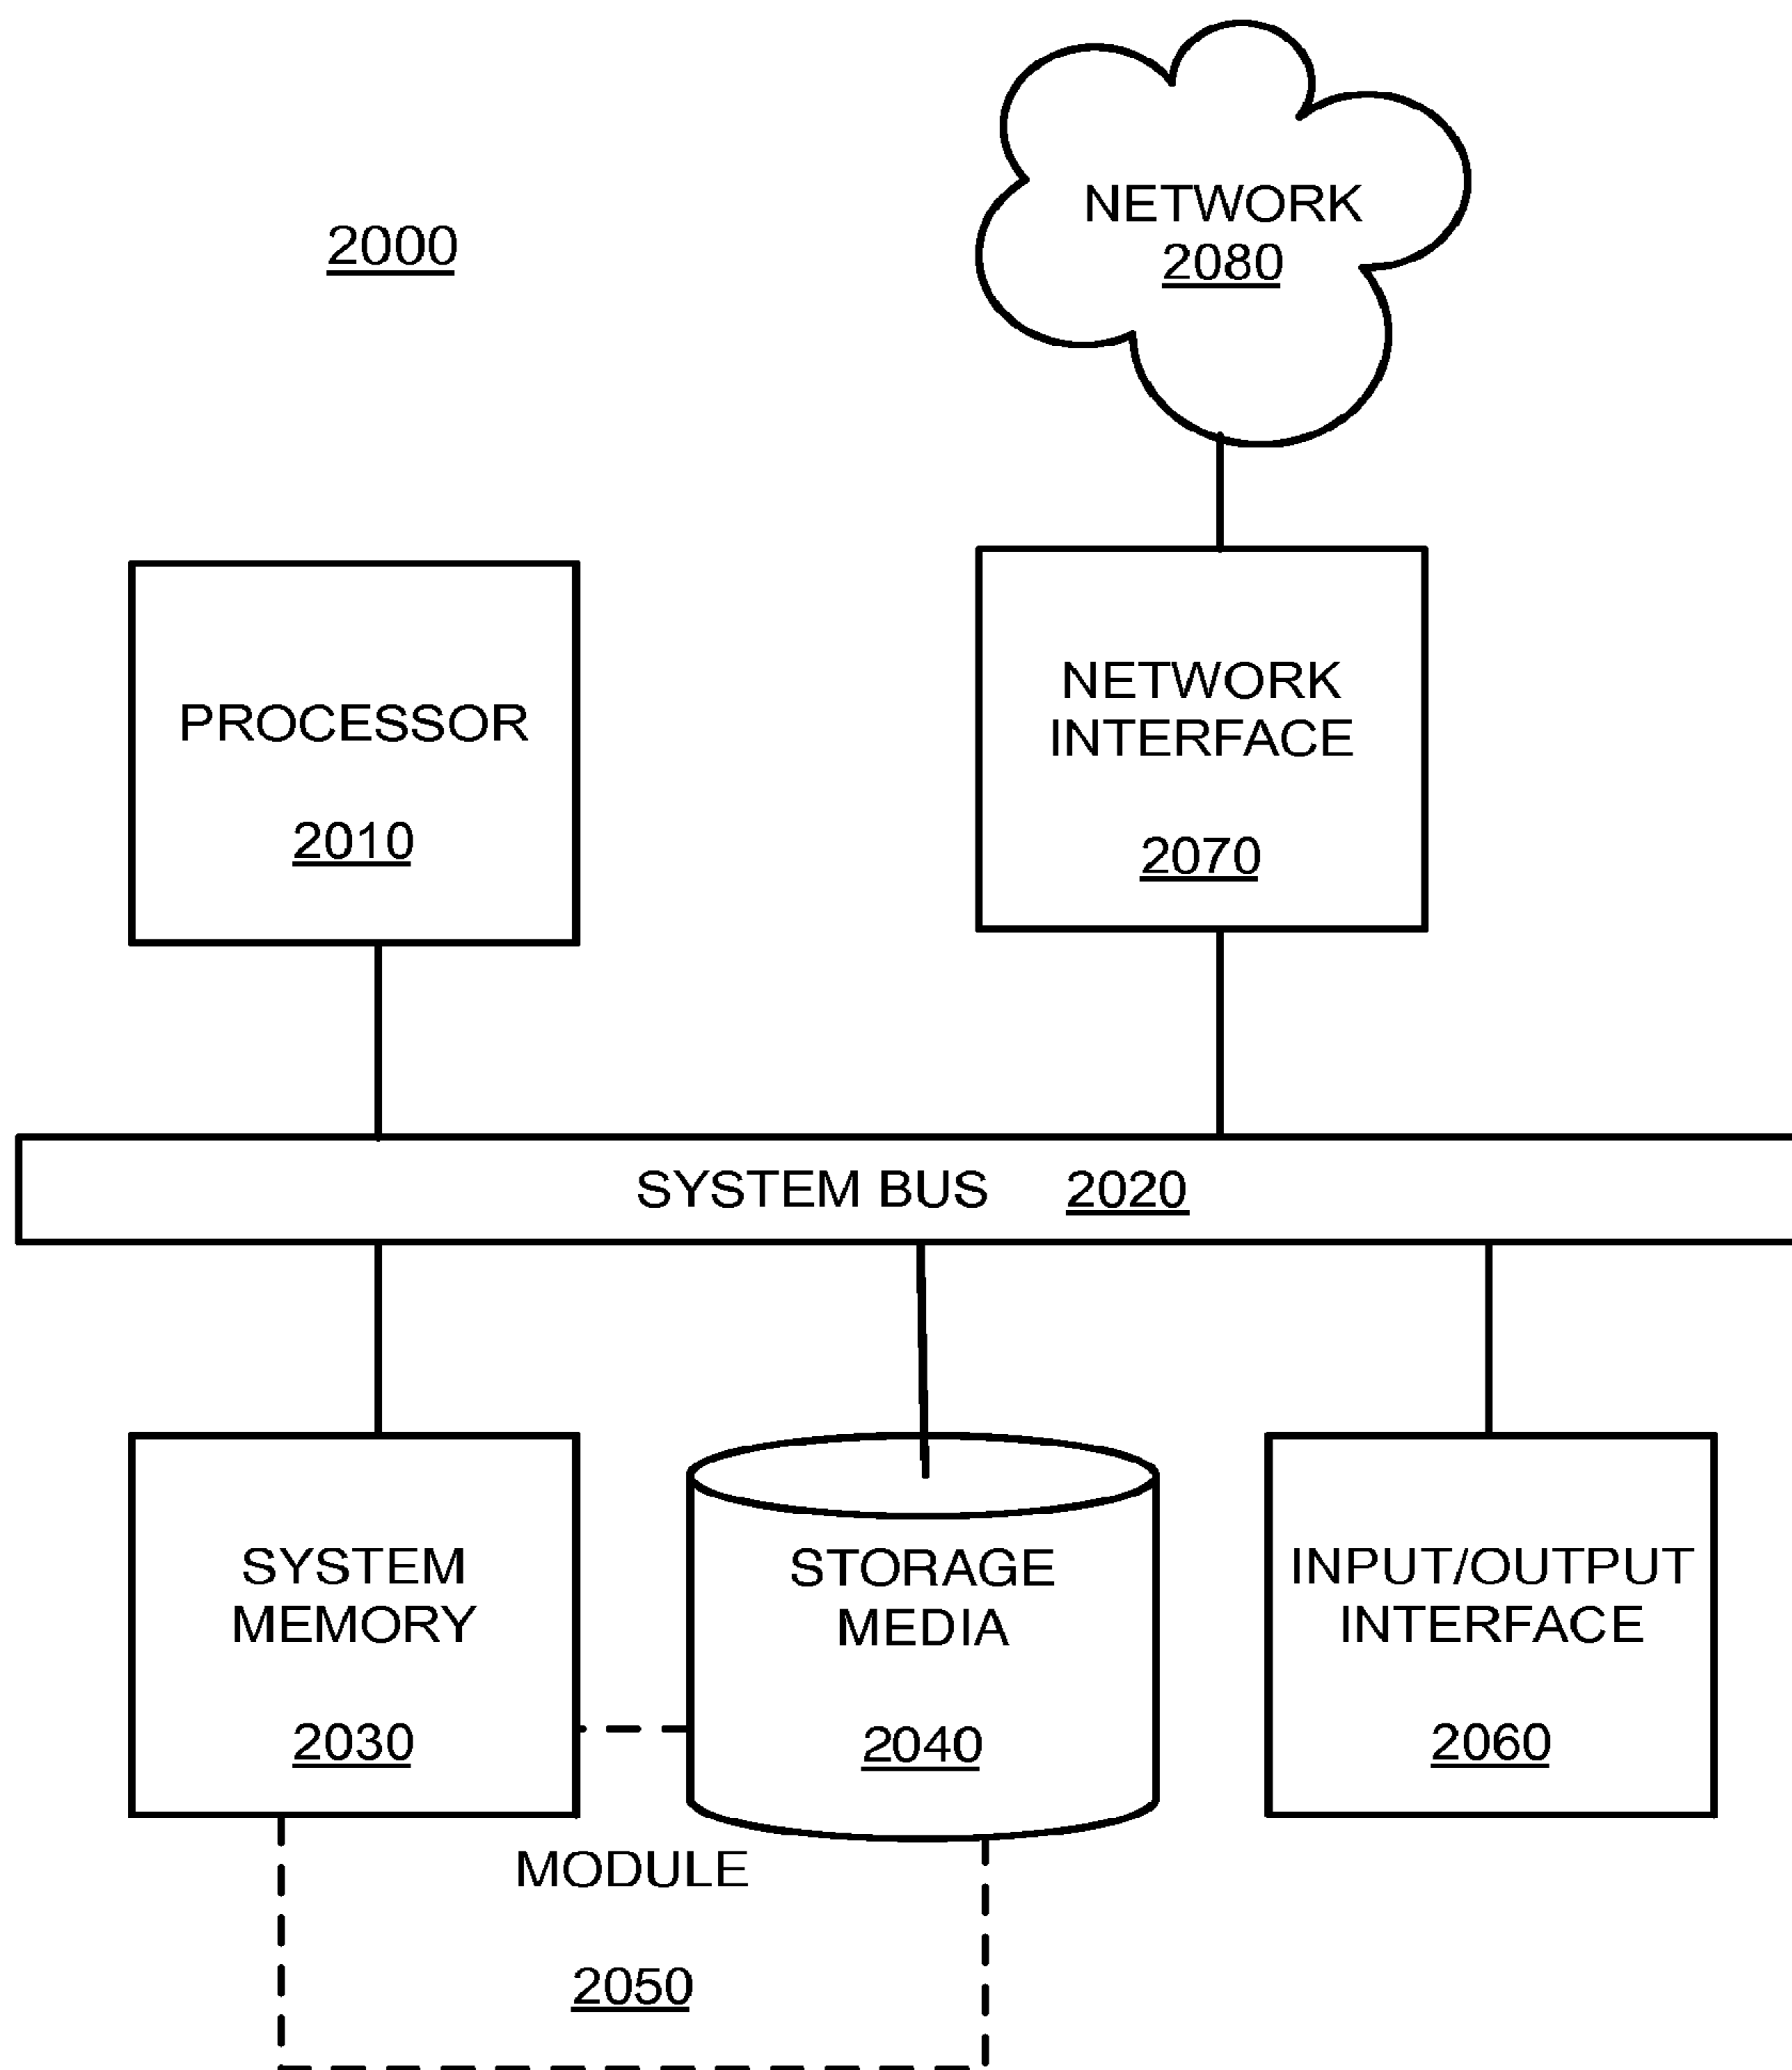 NETWORK
2080
2000
PROCESSOR
2010
NETWORK
INTERFACE
2070
SYSTEM BUS 2020
SYSTEM
MEMORY
2030
STORAGE
MEDIA
2040
INPUT/OUTPUT
INTERFACE
2060
MODULE
2050